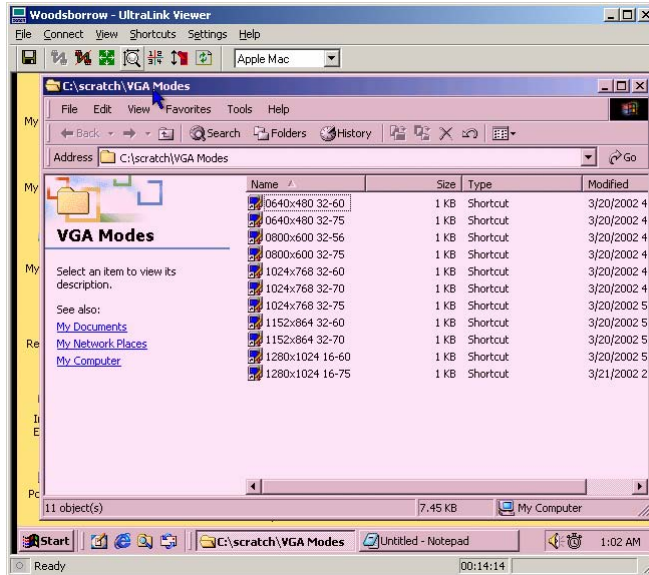 Woodsborrow - UltraLink Viewer
File Connect View Shortcuts Settings Help
Apple Mac
C:\scratch\VGA Modes
File Edit View Favorites Tools Help
Back Search Folders History
Address C:\scratch\VGA Modes Go
Name Size Type Modified
0640x480 32-60 1 KB Shortcut 3/20/2002 4
0640x480 32-75 1 KB Shortcut 3/20/2002 4
0800x600 32-56 1 KB Shortcut 3/20/2002 4
0800x600 32-75 1 KB Shortcut 3/20/2002 4
1024x768 32-60 1 KB Shortcut 3/20/2002 4
1024x768 32-70 1 KB Shortcut 3/20/2002 4
1024x768 32-75 1 KB Shortcut 3/20/2002 5
1152x864 32-60 1 KB Shortcut 3/20/2002 5
1152x864 32-70 1 KB Shortcut 3/20/2002 5
1280x1024 16-60 1 KB Shortcut 3/20/2002 5
1280x1024 16-75 1 KB Shortcut 3/21/2002 2
VGA Modes
Select an item to view its
description.
See also:
My Documents
My Network Places
My Computer
My
My
My
Re
11 object(s) 7.45 KB My Computer
Start C:\scratch\VGA Modes Untitled - Notepad 1:02 AM
Ready 00:14:14